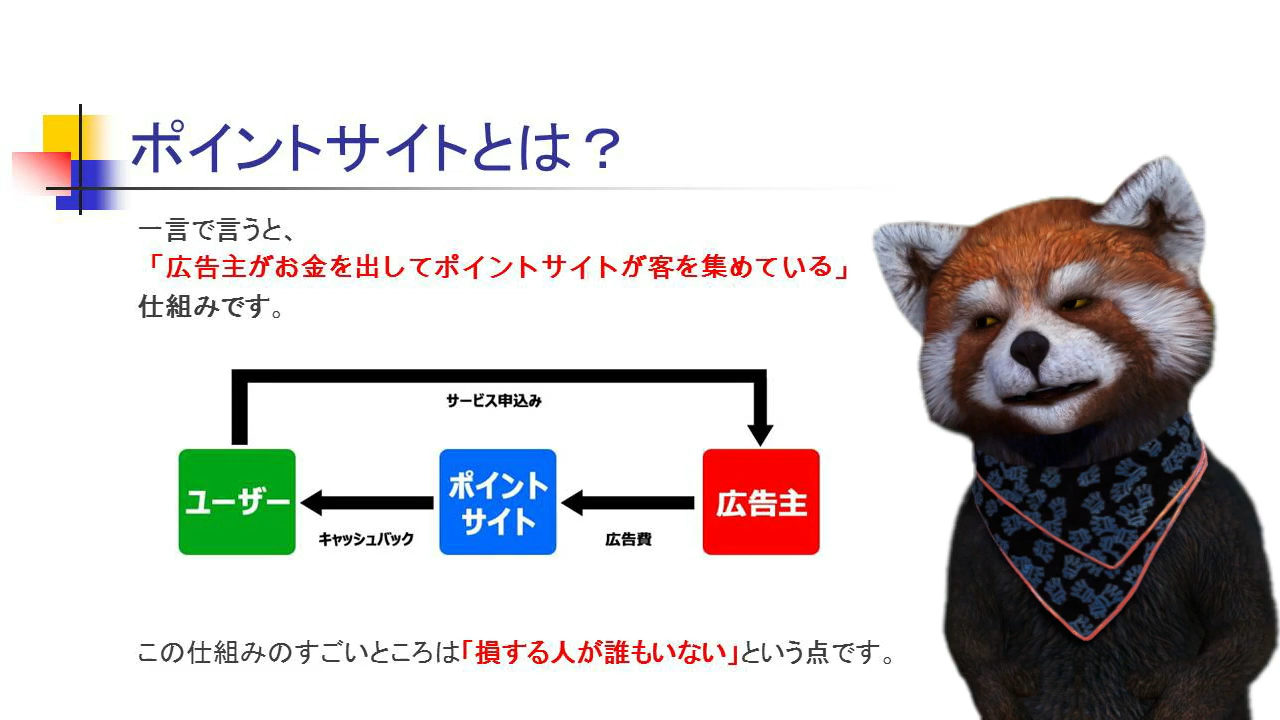 ポイントサイトとは？
一言で言うと、
「広告主がお金を出してポイントサイトが客を集めている」
仕組みです。
サービス申込み
ユーザー
ポイント
サイト
広告主
キャッシュバック
広告費
この仕組みのすごいところは「損する人が誰もいない」という点です。